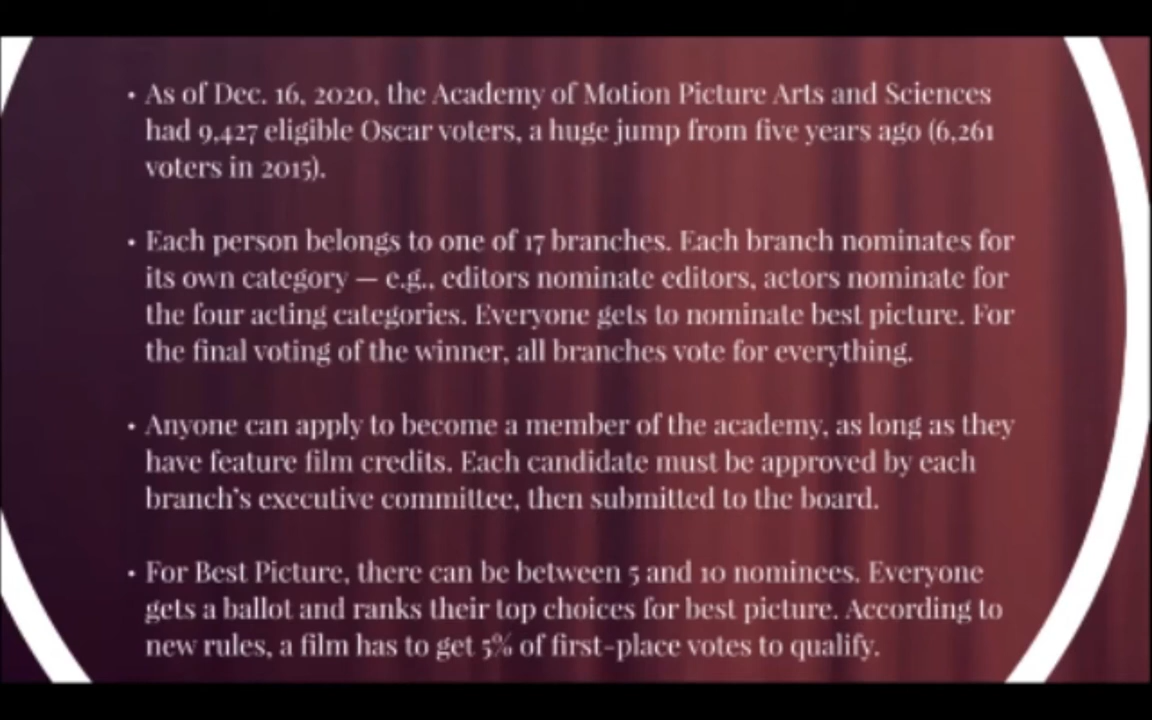 • As of Dec. 16, 2020, the Academy of Motion Picture Arts and Sciences
had 9,427 eligible Oscar voters, a huge jump from five years ago (6,261
voters in 2015).
• Each person belongs to one of 17 branches. Each branch nominates for
its own category — e.g., editors nominate editors, actors nominate for
the four acting categories. Everyone gets to nominate best picture. For
the final voting of the winner, all branches vote for everything.
• Anyone can apply to become a member of the academy, as long as they
have feature film credits. Each candidate must be approved by each
branch’s executive committee, then submitted to the board.
• For Best Picture, there can be between 5 and 10 nominees. Everyone
gets a ballot and ranks their top choices for best picture. According to
new rules, a film has to get 5% of first-place votes to qualify.